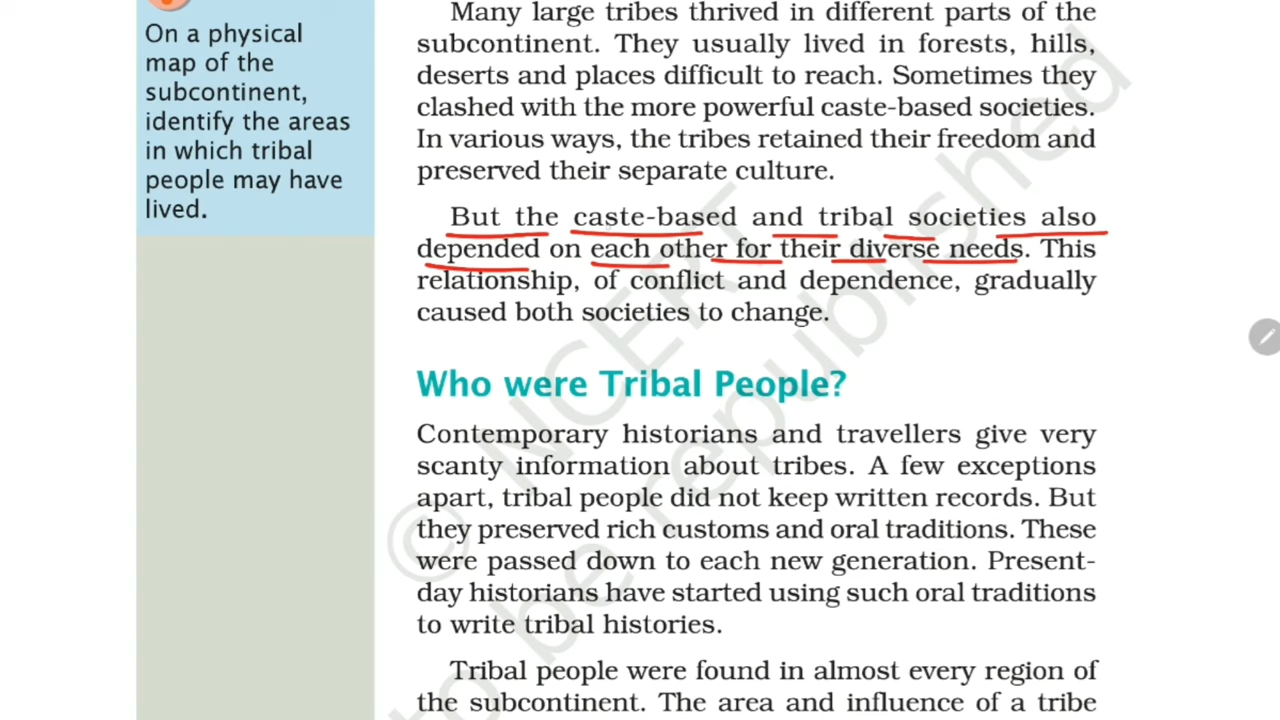 On a physical
map of the
subcontinent,
identify the areas
in which tribal
people may have
lived.
Many large tribes thrived in different parts of the
subcontinent. They usually lived in forests, hills,
deserts and places difficult to reach. Sometimes they
clashed with the more powerful caste-based societies.
In various ways, the tribes retained their freedom and
preserved their separate culture.
But the caste-based and tribal societies also
depended on each other for their diverse needs. This
relationship, of conflict and dependence, gradually
caused both societies to change.
Who were Tribal People?
Contemporary historians and travellers give very
scanty information about tribes. A few exceptions
apart, tribal people did not keep written records. But
they preserved rich customs and oral traditions. These
were passed down to each new generation. Present-
day historians have started using such oral traditions
to write tribal histories.
Tribal people were found in almost every region of
the subcontinent. The area and influence of a tribe
© NCERT
to be republished